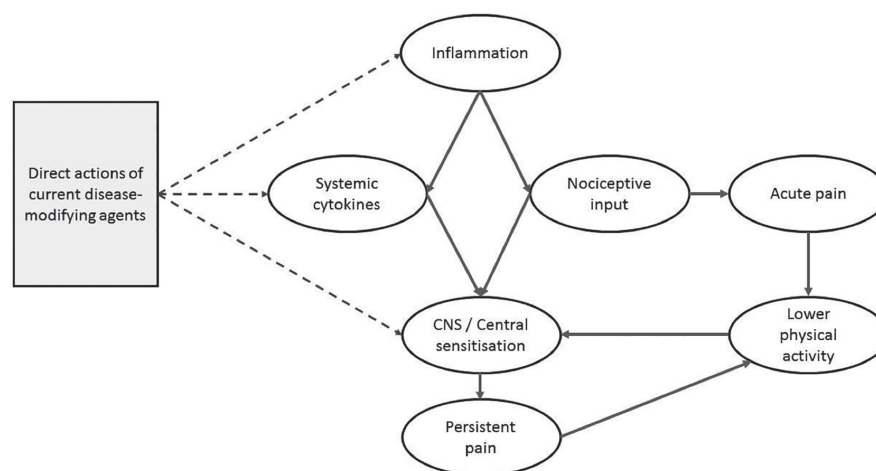 Inflammation
Direct actions of
current disease-
modifying agents
Systemic
cytokines
Nociceptive
input
Acute pain
CNS / Central
sensitisation
Lower
physical
activity
Persistent
pain